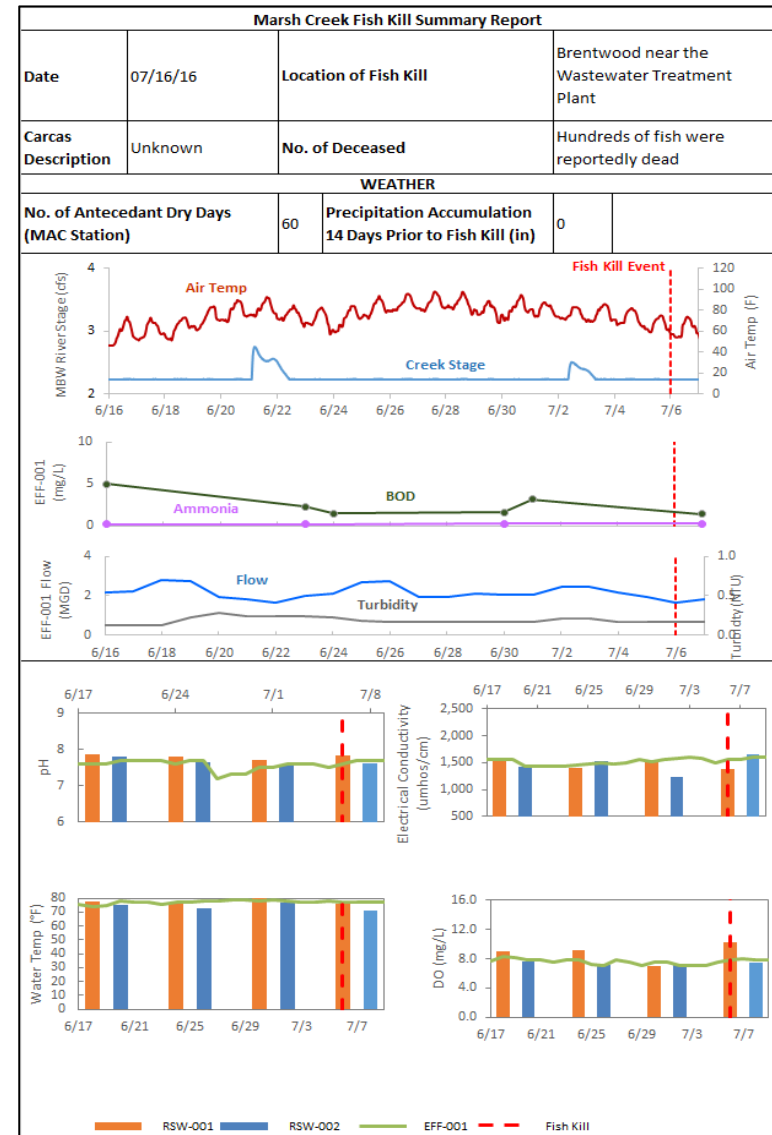 Marsh Creek Fish Kill Summary Report
Date
07/16/16
Location of Fish Kill
Brentwood near the
Wastewater Treatment
Plant
Carcas
Description
Unknown
No. of Deceased
Hundreds of fish were
reportedly dead
WEATHER
No. of Antecedant Dry Days
(MAC Station)
60
Precipitation Accumulation
14 Days Prior to Fish Kill (in)
0
Fish Kill Event
MBW River Stage (cfs)
4
3
2
Air Temp
Creek Stage
120
100
80
60
40
20
0
Air Temp (F)
6/16 6/18 6/20 6/22 6/24 6/26 6/28 6/30 7/2 7/4 7/6
EFF-001
(mg/L)
10
5
0
BOD
Ammonia
EFF-001 Flow
(MGD)
4
2
0
Flow
Turbidity
1.0
0.5
0.0
Turbidty (NTU)
6/16 6/18 6/20 6/22 6/24 6/26 6/28 6/30 7/2 7/4 7/6
6/17 6/24 7/1 7/8
pH
9
8
7
6
6/17 6/21 6/25 6/29 7/3 7/7
Electrical Conductivity
(umhos/cm)
2,500
2,000
1,500
1,000
500
Water Temp (°F)
80
70
60
50
40
30
20
10
0
6/17 6/21 6/25 6/29 7/3 7/7
DO (mg/L)
16.0
12.0
8.0
4.0
0.0
6/17 6/21 6/25 6/29 7/3 7/7
RSW-001 RSW-002 EFF-001 Fish Kill